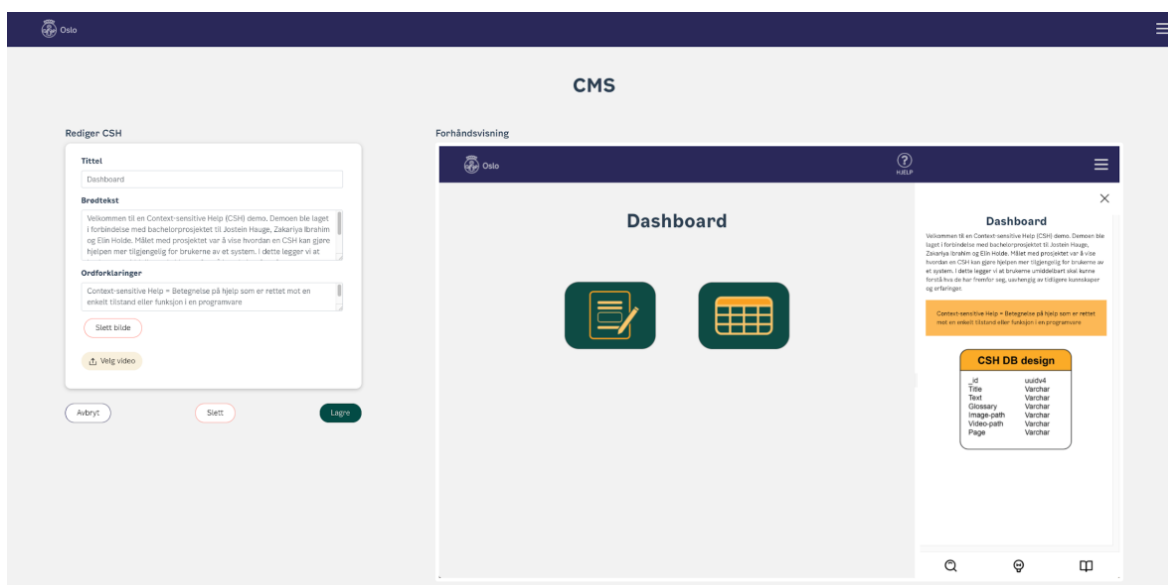 Oslo
CMS
Rediger CSH
Tittel
Dashboard
Brødtekst
Velkommen til en Context-sensitive Help (CSH) demo. Demoen ble laget
i forbindelse med bachelorprosjektet til Jostein Hauge, Zakariya Ibrahim
og Elin Holde. Målet med prosjektet var å vise hvordan en CSH kan gjøre
hjelpen mer tilgjengelig for brukerne av et system. I dette legger vi at
Ordforklaringer
Context-sensitive Help = Betegnelse på hjelp som er rettet mot en
enkelt tilstand eller funksjon i en programvare
Slett bilde
Velg video
Avbryt
Slett
Lagre
Forhåndsvisning
Oslo
HJELP
Dashboard
Dashboard
Velkommen til en Context-sensitive Help (CSH) demo. Demoen ble
laget i forbindelse med bachelorprosjektet til Jostein Hauge,
Zakariya Ibrahim og Elin Holde. Målet med prosjektet var å vise
hvordan en CSH kan gjøre hjelpen mer tilgjengelig for brukerne av
et system. I dette legger vi at brukerne umiddelbart skal kunne
forstå hva de har fremfor seg, uavhengig av tidligere kunnskaper
og erfaringer.
Context-sensitive Help = Betegnelse på hjelp som er rettet
mot en enkelt tilstand eller funksjon i en programvare
CSH DB design
_id uuidv4
Title Varchar
Text Varchar
Glossary Varchar
Image-path Varchar
Video-path Varchar
Page Varchar